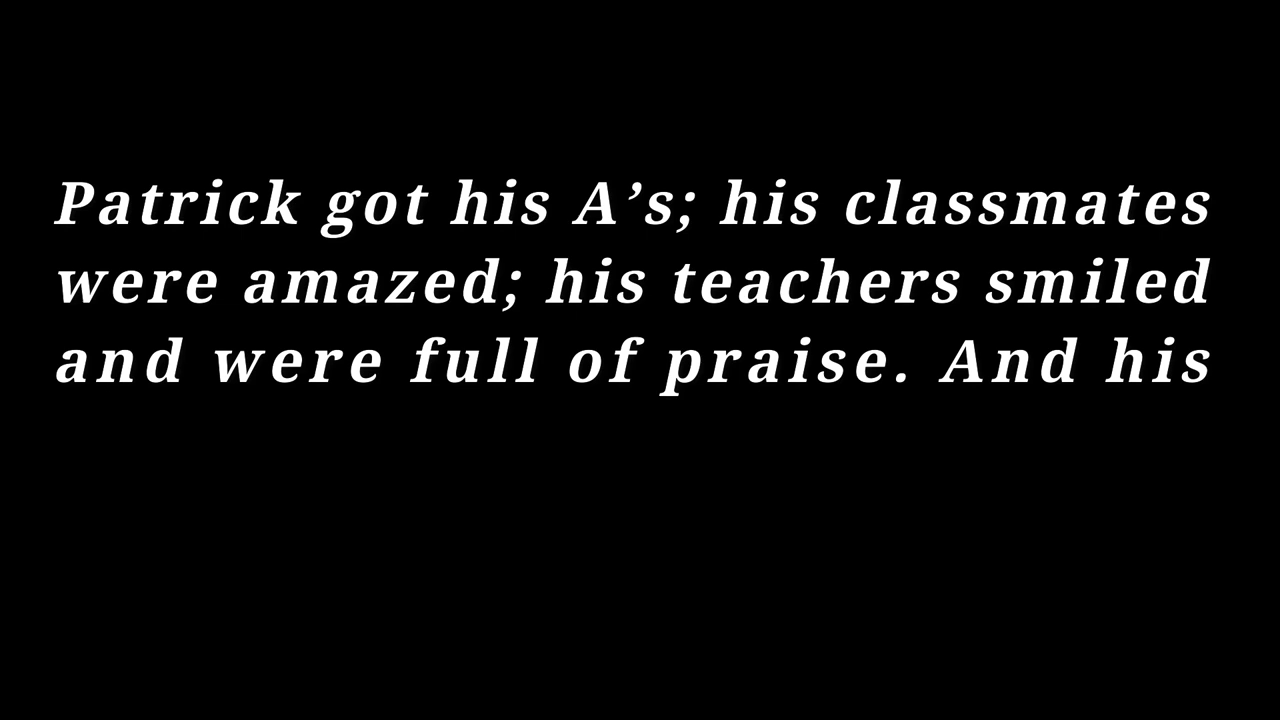 Patrick got his A’s; his classmates
were amazed; his teachers smiled
and were full of praise. And his